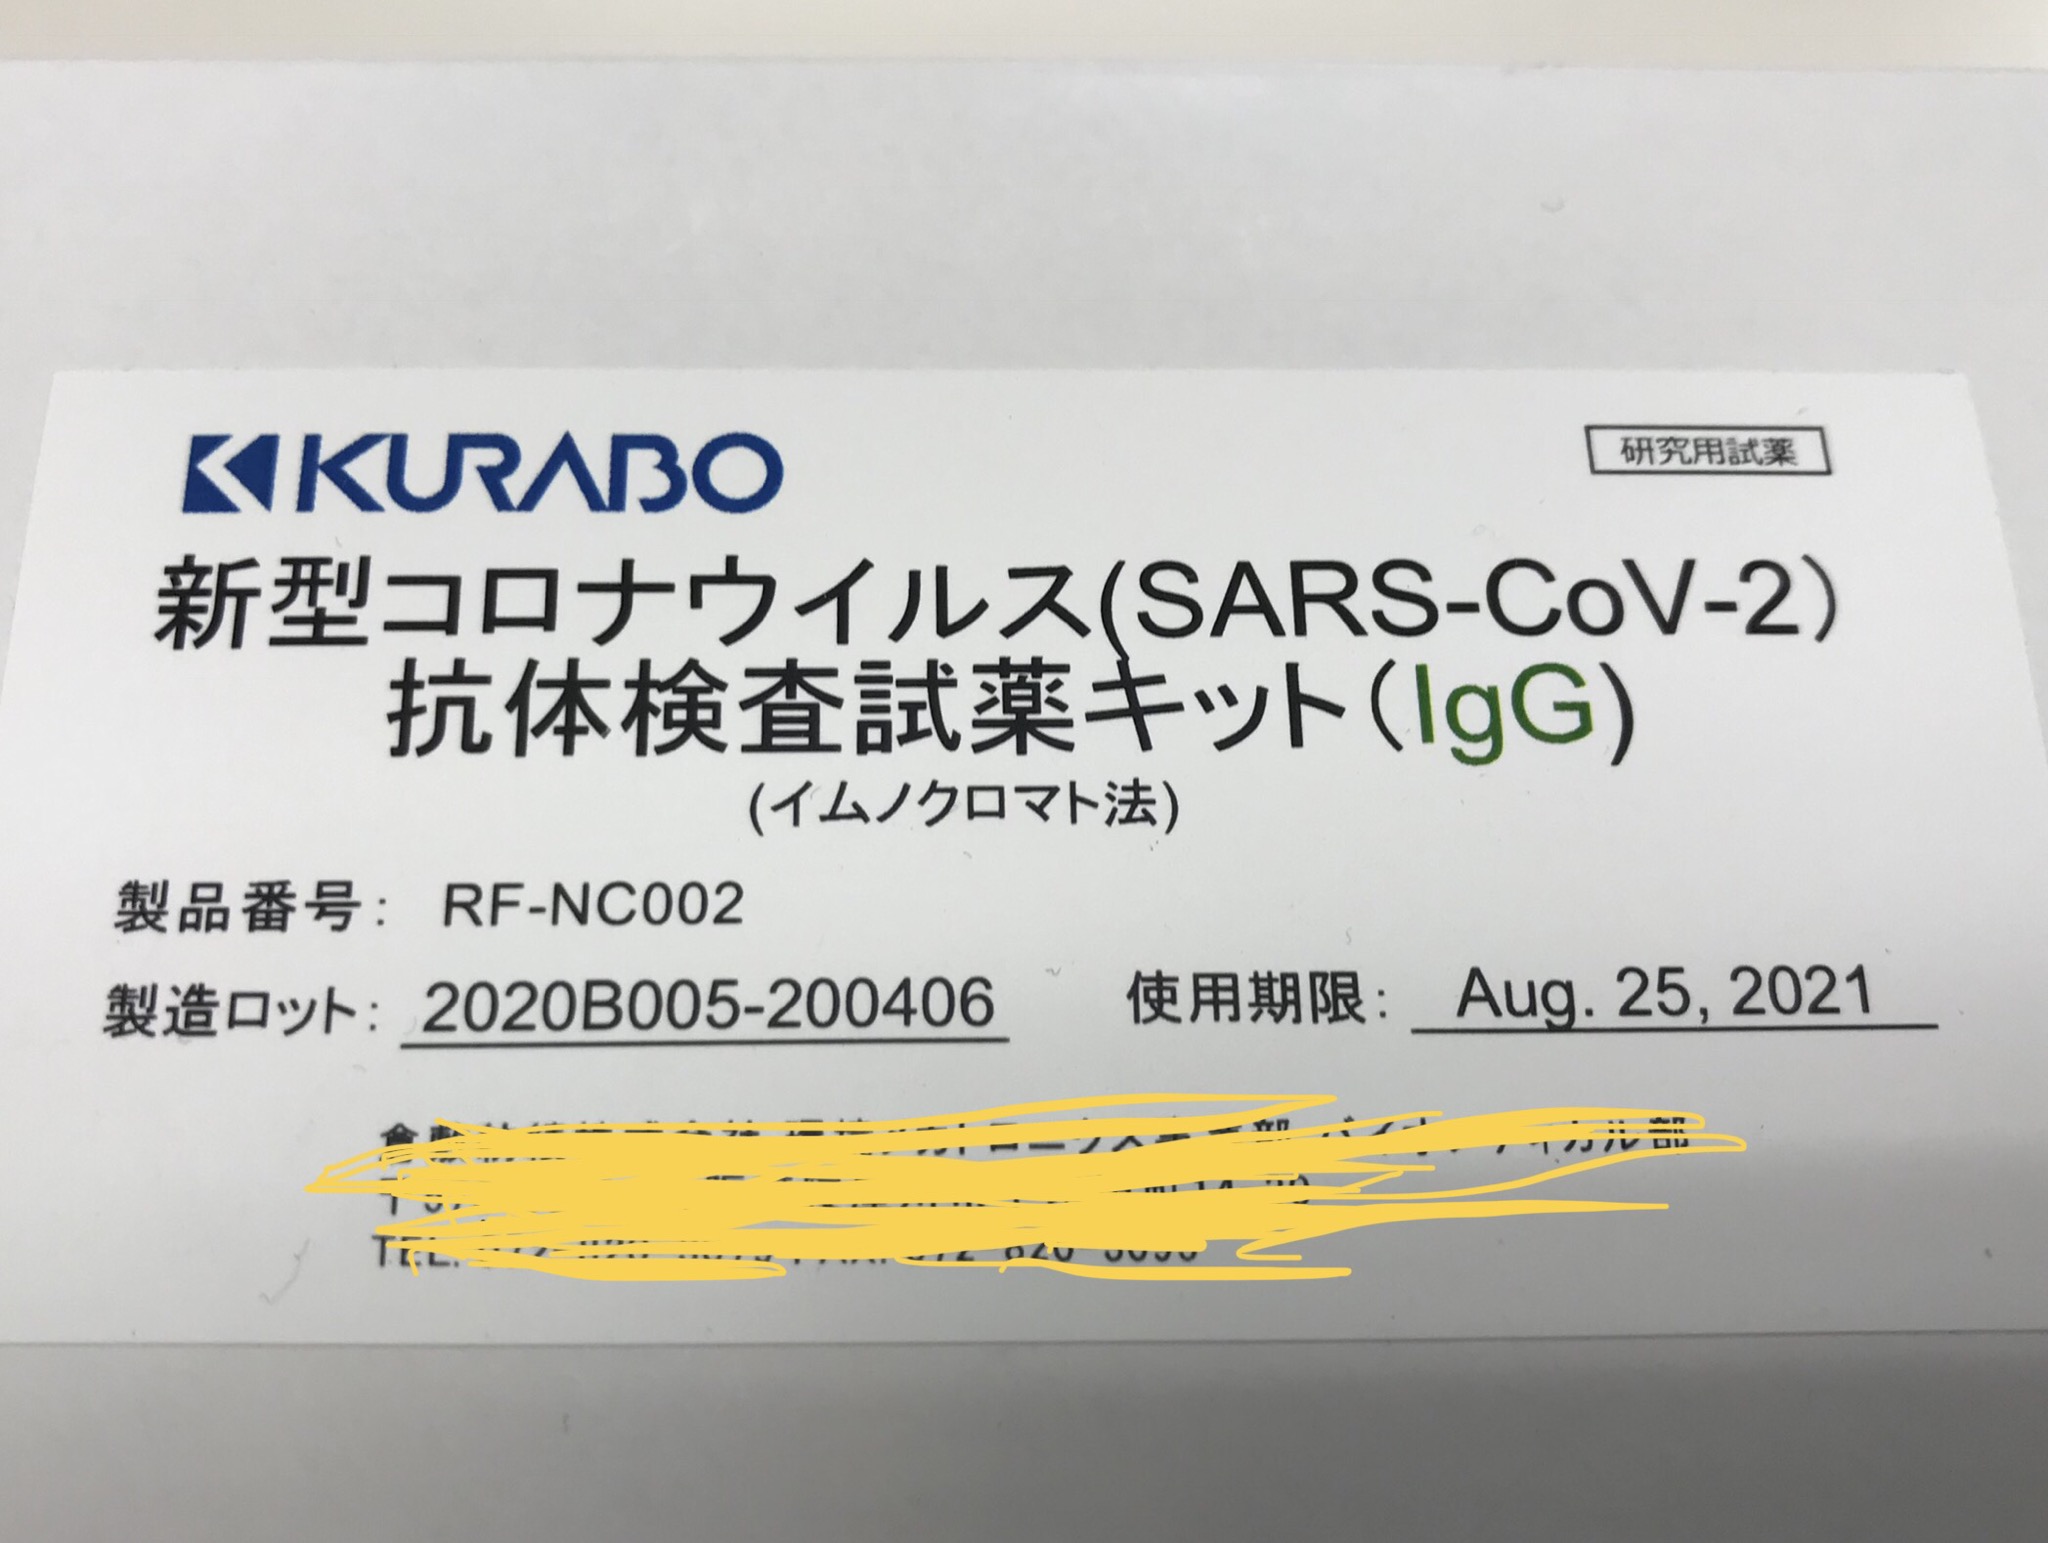 KURABO
研究用試薬
新型コロナウイルス(SARS-CoV-2)
抗体検査試薬キット(IgG)
(イムノクロマト法)
製品番号: RF-NC002
製造ロット: 2020B005-200406 使用期限: Aug. 25, 2021
TEL